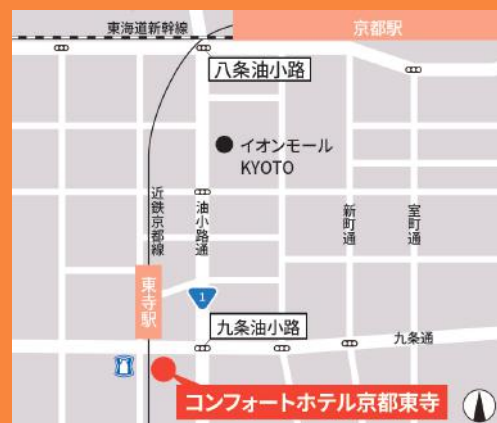 東海道新幹線
京都駅
八条油小路
イオンモール
KYOTO
近鉄京都線
油小路通
新町通
室町通
東寺駅
1
九条油小路
九条通
コンフォートホテル京都東寺